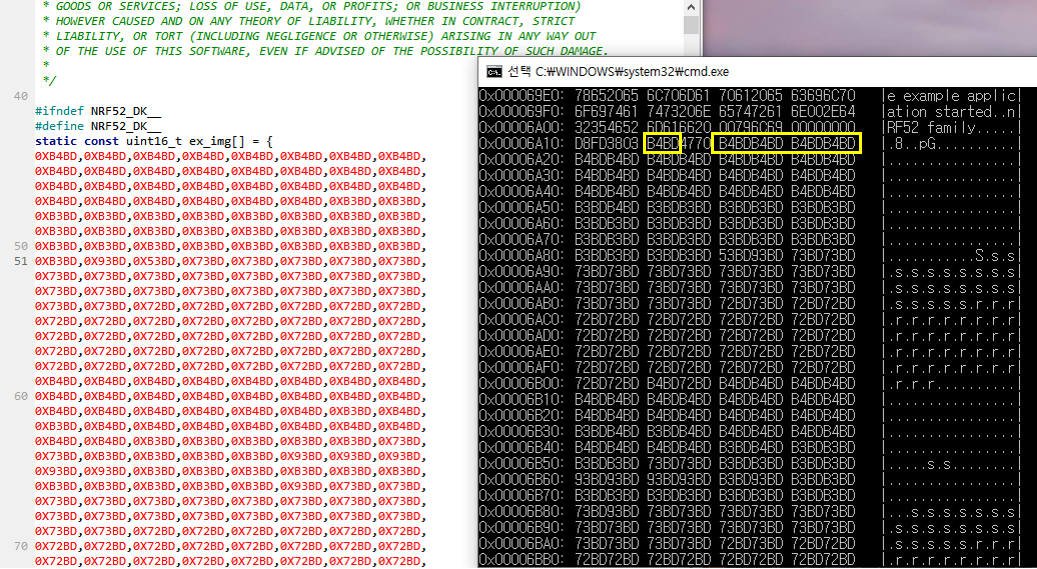 * GOODS OR SERVICES; LOSS OF USE, DATA, OR PROFITS; OR BUSINESS INTERRUPTION)
* HOWEVER CAUSED AND ON ANY THEORY OF LIABILITY, WHETHER IN CONTRACT, STRICT
* LIABILITY, OR TORT (INCLUDING NEGLIGENCE OR OTHERWISE) ARISING IN ANY WAY OUT
* OF THE USE OF THIS SOFTWARE, EVEN IF ADVISED OF THE POSSIBILITY OF SUCH DAMAGE.
*
*/
40
#ifndef NRF52_DK__
#define NRF52_DK__
static const uint16_t ex_img[] = {
0XB4BD,0XB4BD,0XB4BD,0XB4BD,0XB4BD,0XB4BD,0XB4BD,0XB4BD,
0XB4BD,0XB4BD,0XB4BD,0XB4BD,0XB4BD,0XB4BD,0XB4BD,0XB4BD,
0XB4BD,0XB4BD,0XB4BD,0XB4BD,0XB4BD,0XB4BD,0XB4BD,0XB4BD,
0XB4BD,0XB4BD,0XB4BD,0XB4BD,0XB4BD,0XB4BD,0XB3BD,0XB3BD,
0XB3BD,0XB3BD,0XB3BD,0XB3BD,0XB3BD,0XB3BD,0XB3BD,0XB3BD,
0XB3BD,0XB3BD,0XB3BD,0XB3BD,0XB3BD,0XB3BD,0XB3BD,0XB3BD,
50 0XB3BD,0XB3BD,0XB3BD,0XB3BD,0XB3BD,0XB3BD,0XB3BD,0XB3BD,
51 0XB3BD,0X93BD,0X53BD,0X73BD,0X73BD,0X73BD,0X73BD,0X73BD,
0X73BD,0X73BD,0X73BD,0X73BD,0X73BD,0X73BD,0X73BD,0X73BD,
0X73BD,0X73BD,0X73BD,0X73BD,0X73BD,0X73BD,0X73BD,0X72BD,
0X73BD,0X73BD,0X72BD,0X72BD,0X72BD,0X72BD,0X72BD,0X72BD,
0X72BD,0X72BD,0X72BD,0X72BD,0X72BD,0X72BD,0X72BD,0X72BD,
0X72BD,0X72BD,0X72BD,0X72BD,0X72BD,0X72BD,0X72BD,0X72BD,
0X72BD,0X72BD,0X72BD,0X72BD,0X72BD,0X72BD,0X72BD,0X72BD,
0X72BD,0X72BD,0X72BD,0X72BD,0X72BD,0X72BD,0X72BD,0X72BD,
0XB4BD,0XB4BD,0XB4BD,0XB4BD,0XB4BD,0XB4BD,0XB4BD,0XB4BD,
60 0XB4BD,0XB4BD,0XB4BD,0XB4BD,0XB4BD,0XB4BD,0XB4BD,0XB4BD,
0XB4BD,0XB4BD,0XB4BD,0XB4BD,0XB4BD,0XB4BD,0XB4BD,0XB4BD,
0XB3BD,0XB4BD,0XB4BD,0XB4BD,0XB4BD,0XB4BD,0XB4BD,0XB4BD,
0XB4BD,0XB4BD,0XB3BD,0XB3BD,0XB3BD,0XB3BD,0XB3BD,0X73BD,
0X73BD,0XB3BD,0XB3BD,0XB3BD,0XB3BD,0X93BD,0X93BD,0X93BD,
0X93BD,0X93BD,0XB3BD,0XB3BD,0XB3BD,0XB3BD,0XB3BD,0XB3BD,
0XB3BD,0XB3BD,0XB3BD,0XB3BD,0XB3BD,0X93BD,0X73BD,0X73BD,
0X73BD,0X73BD,0X73BD,0X73BD,0X73BD,0X73BD,0X73BD,0X73BD,
0X73BD,0X73BD,0X73BD,0X73BD,0X73BD,0X73BD,0X73BD,0X73BD,
0X73BD,0X73BD,0X72BD,0X72BD,0X72BD,0X72BD,0X72BD,0X72BD,
70 0X72BD,0X72BD,0X72BD,0X72BD,0X72BD,0X72BD,0X72BD,0X72BD,
0X72BD,0X72BD,0X72BD,0X72BD,0X72BD,0X72BD,0X72BD,0X72BD,
선택 C:₩WINDOWS₩system32₩cmd.exe
0x000069E0: 78652065 6C706D61 70612065 63696C70 |e example applic|
0x000069F0: 6F697461 7473206E 65747261 6E002E64 |ation started..n|
0x00006A00: 32354652 6D616620 00796C69 00000000 |RF52 family.....|
0x00006A10: D8FD3803 B4BD4770 B4BDB4BD B4BDB4BD |.8..pG..........|
0x00006A20: B4BDB4BD B4BDB4BD B4BDB4BD B4BDB4BD |................|
0x00006A30: B4BDB4BD B4BDB4BD B4BDB4BD B4BDB4BD |................|
0x00006A40: B4BDB4BD B4BDB4BD B4BDB4BD B4BDB4BD |................|
0x00006A50: B3BDB4BD B3BDB3BD B3BDB3BD B3BDB3BD |................|
0x00006A60: B3BDB3BD B3BDB3BD B3BDB3BD B3BDB3BD |................|
0x00006A70: B3BDB3BD B3BDB3BD B3BDB3BD B3BDB3BD |................|
0x00006A80: B3BDB3BD B3BDB3BD 53BD93BD 73BD73BD |...........S.s.s|
0x00006A90: 73BD73BD 73BD73BD 73BD73BD 73BD73BD |.s.s.s.s.s.s.s.s|
0x00006AA0: 73BD73BD 73BD73BD 73BD73BD 73BD73BD |.s.s.s.s.s.s.s.s|
0x00006AB0: 73BD73BD 73BD73BD 72BD73BD 72BD72BD |.s.s.s.s.s.r.r.r|
0x00006AC0: 72BD72BD 72BD72BD 72BD72BD 72BD72BD |.r.r.r.r.r.r.r.r|
0x00006AD0: 72BD72BD 72BD72BD 72BD72BD 72BD72BD |.r.r.r.r.r.r.r.r|
0x00006AE0: 72BD72BD 72BD72BD 72BD72BD 72BD72BD |.r.r.r.r.r.r.r.r|
0x00006AF0: 72BD72BD 72BD72BD 72BD72BD 72BD72BD |.r.r.r.r.r.r.r.r|
0x00006B00: 72BD72BD B4BD72BD B4BDB4BD B4BDB4BD |.r.r.r..........|
0x00006B10: B4BDB4BD B4BDB4BD B4BDB4BD B4BDB4BD |................|
0x00006B20: B4BDB4BD B4BDB4BD B4BDB4BD B4BDB4BD |................|
0x00006B30: B4BDB4BD B3BDB4BD B4BDB4BD B4BDB4BD |................|
0x00006B40: B4BDB4BD B4BDB4BD B3BDB4BD B3BDB3BD |................|
0x00006B50: B3BDB3BD 73BD73BD B3BDB3BD B3BDB3BD |.....s.s........|
0x00006B60: 93BD93BD 93BD93BD B3BD93BD B3BDB3BD |................|
0x00006B70: B3BDB3BD B3BDB3BD B3BDB3BD B3BDB3BD |................|
0x00006B80: 73BD93BD 73BD73BD 73BD73BD 73BD73BD |...s.s.s.s.s.s.s|
0x00006B90: 73BD73BD 73BD73BD 73BD73BD 73BD73BD |.s.s.s.s.s.s.s.s|
0x00006BA0: 73BD73BD 73BD73BD 72BD73BD 72BD72BD |.s.s.s.s.s.r.r.r|
0x00006BB0: 72BD72BD 72BD72BD 72BD72BD 72BD72BD |.r.r.r.r.r.r.r.r|